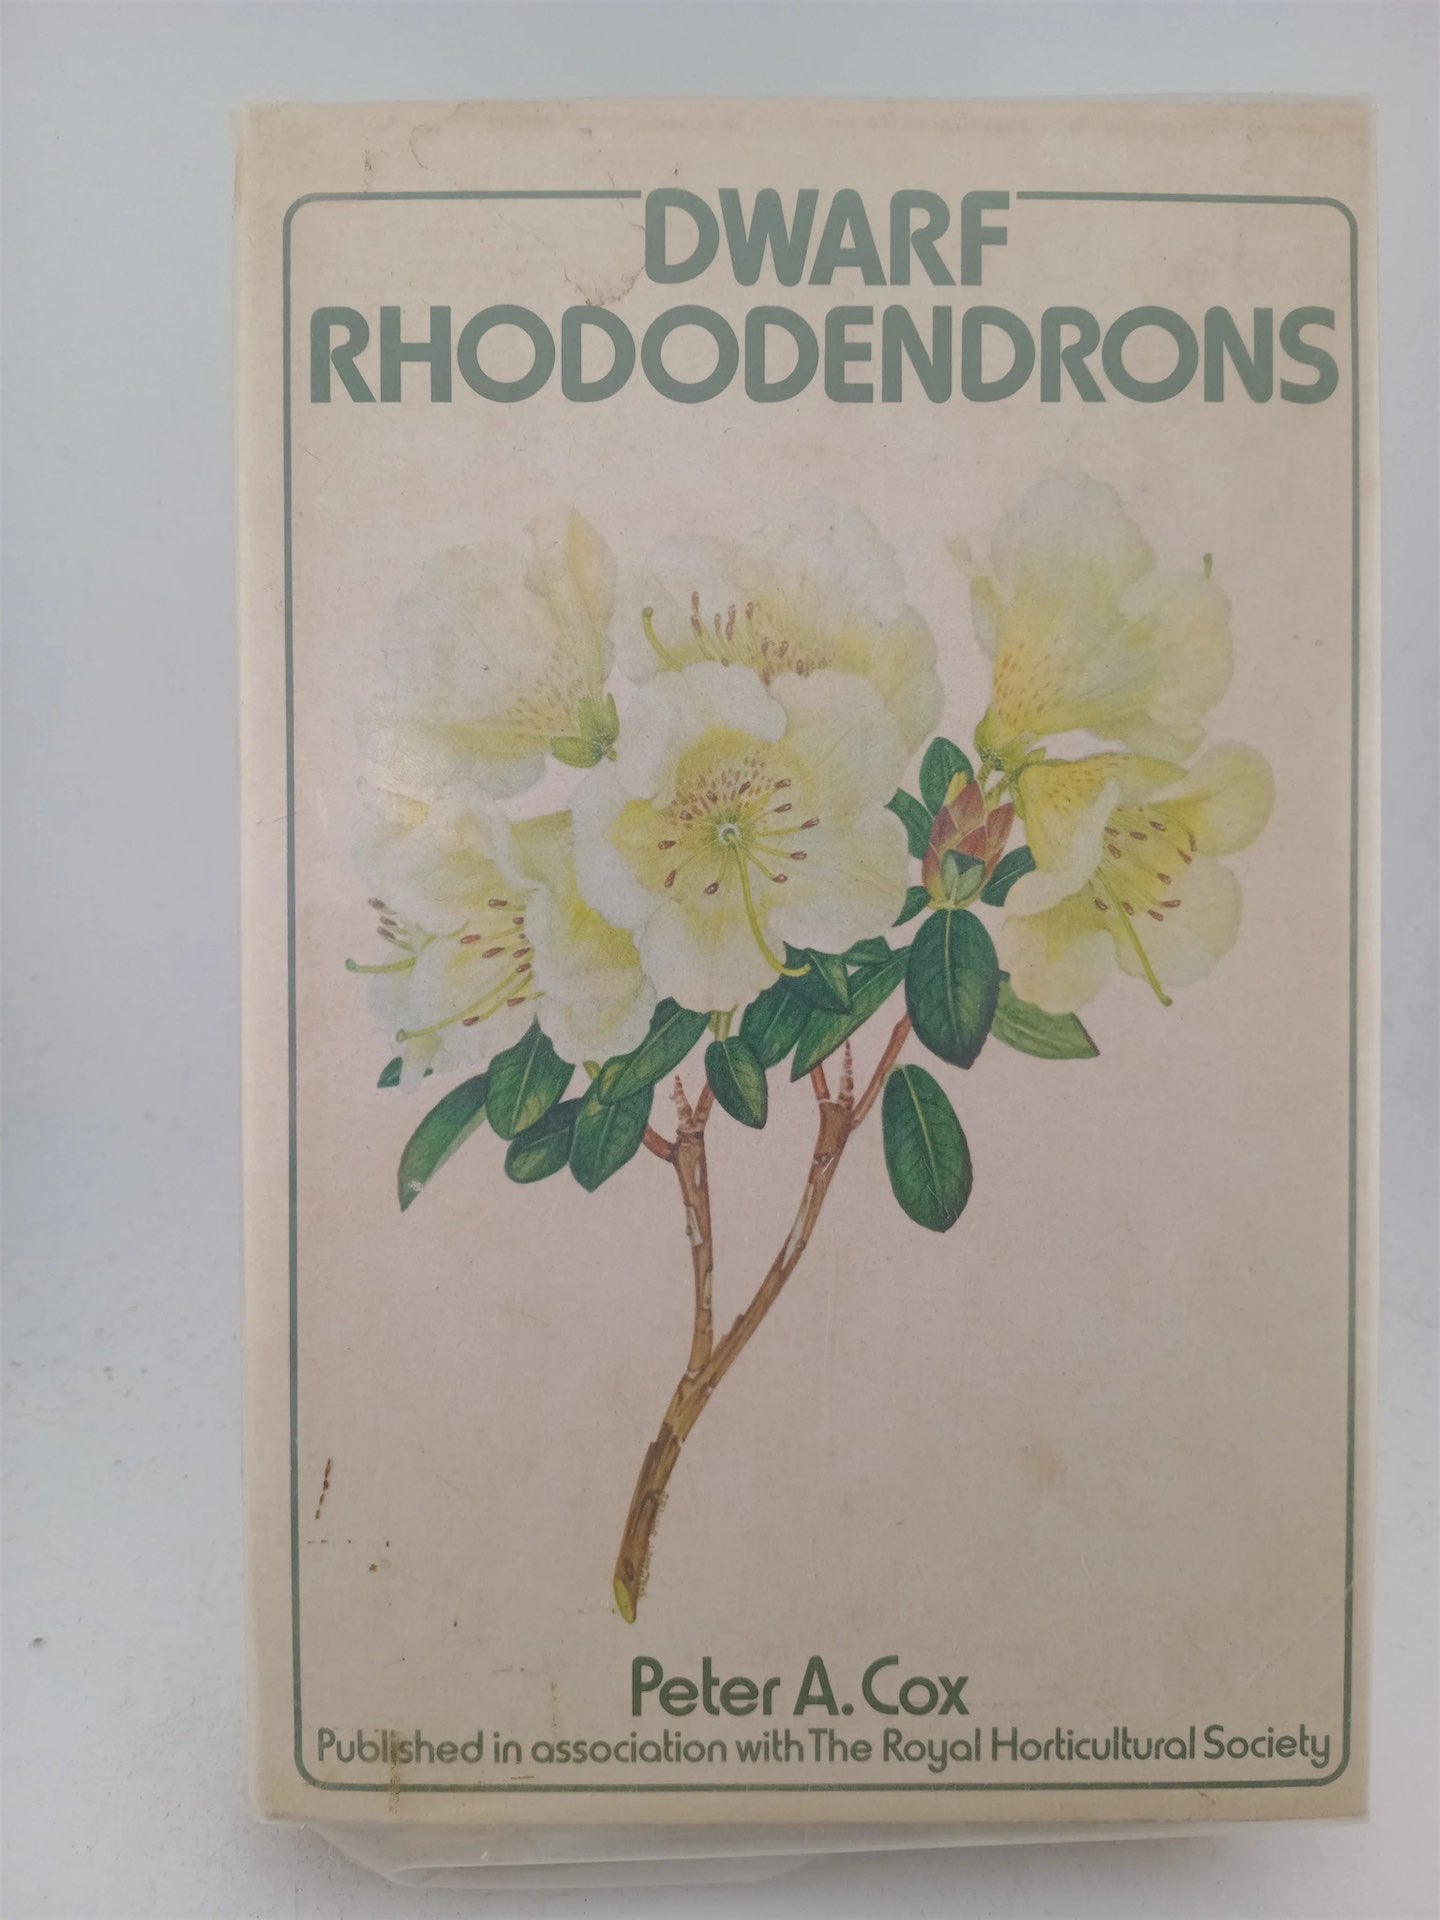 DWARF
RHODODENDRONS
Peter A. Cox
Published in association with The Royal Horticultural Society